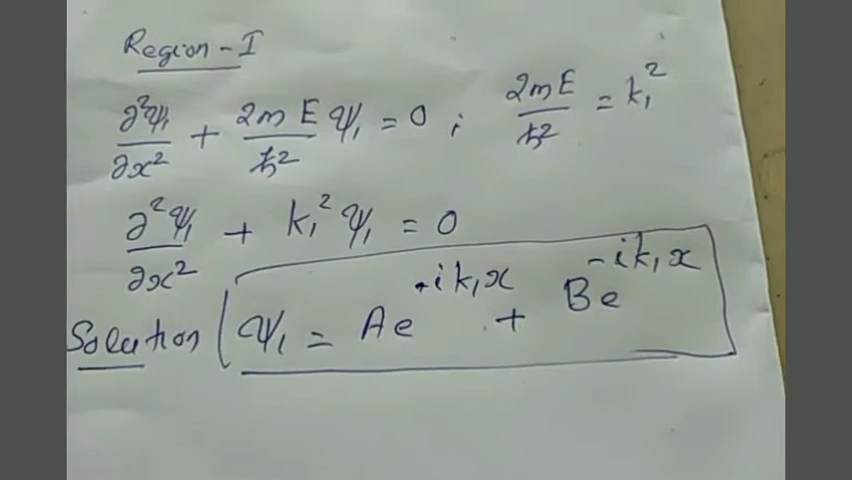 Region - I
∂²ψ₁/∂x² + 2mE/ħ² ψ₁ = 0 ; 2mE/ħ² = k₁²
∂²ψ₁/∂x² + k₁² ψ₁ = 0
Solution ψ₁ = Ae^{ik₁x} + Be^{-ik₁x}